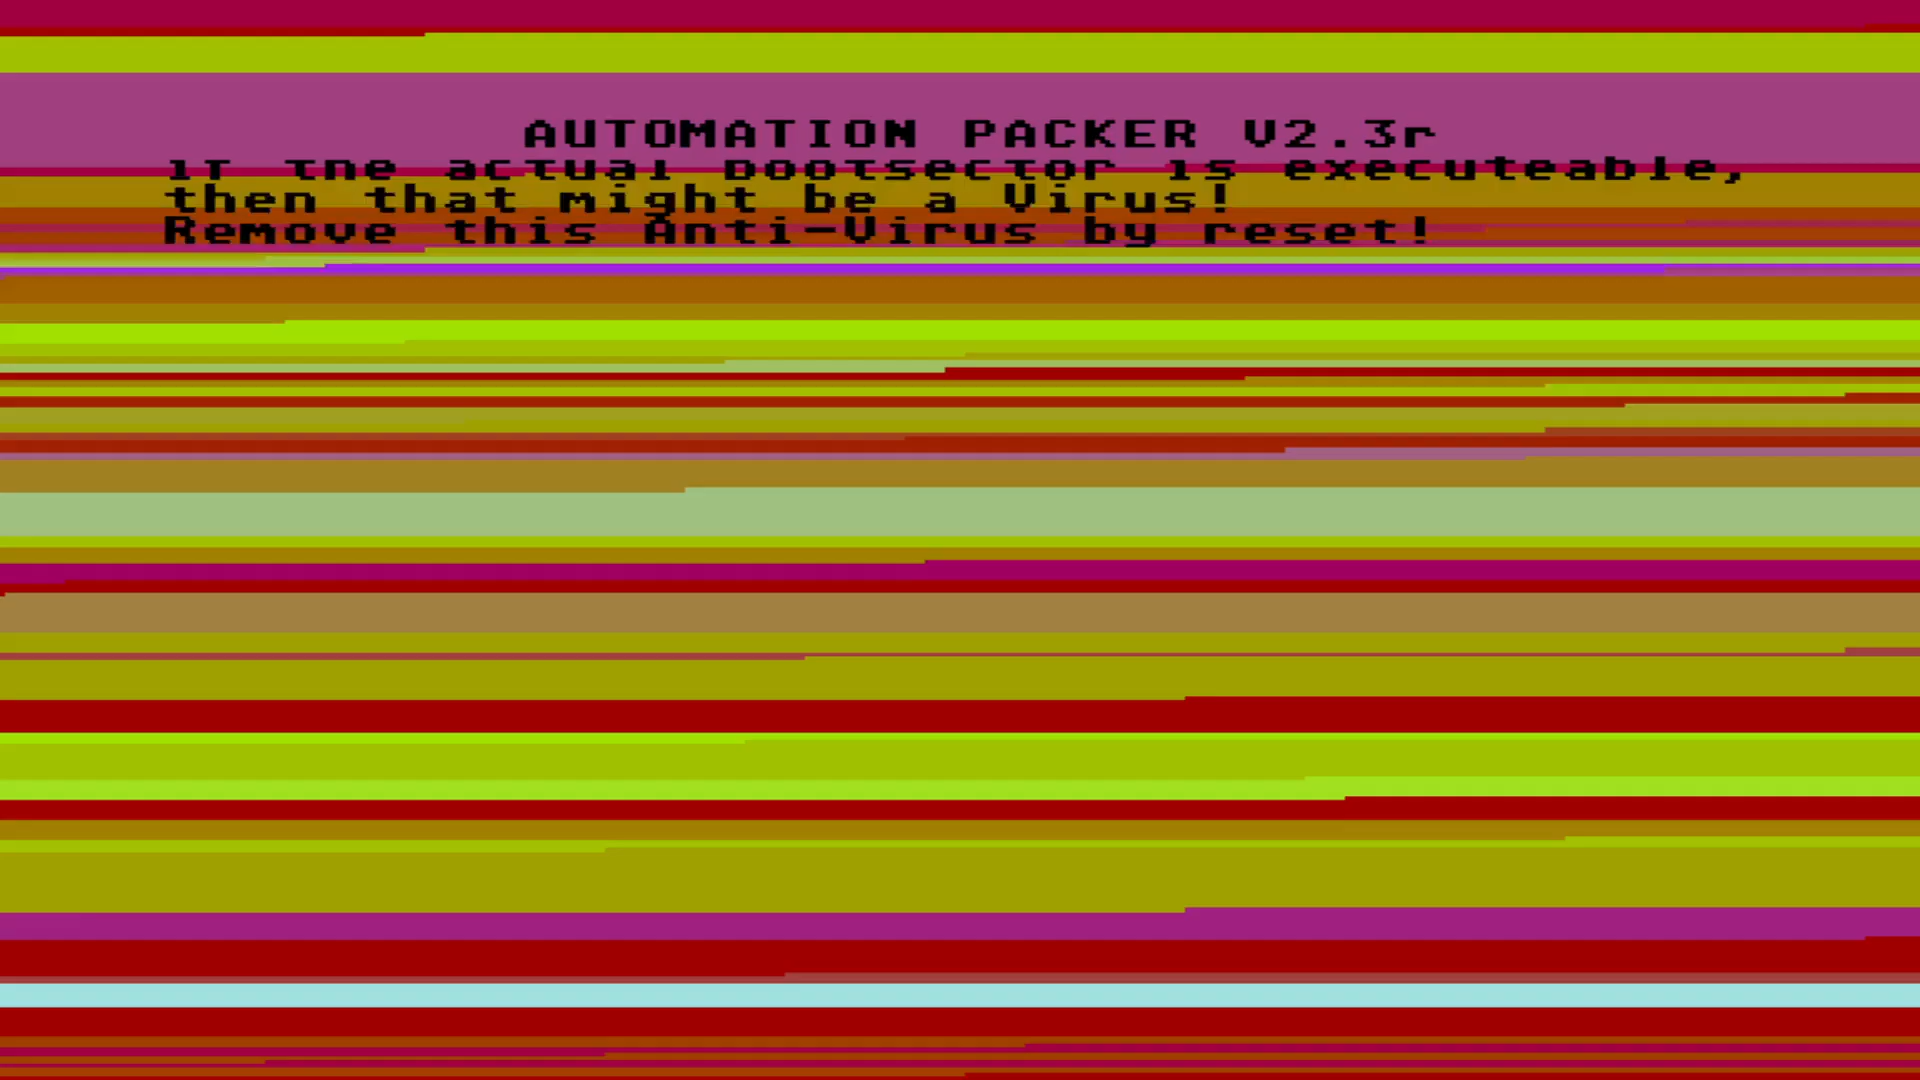 AUTOMATION PACKER V2.3r
If the actual bootsector is executeable,
then that might be a Virus!
Remove this Anti-Virus by reset!